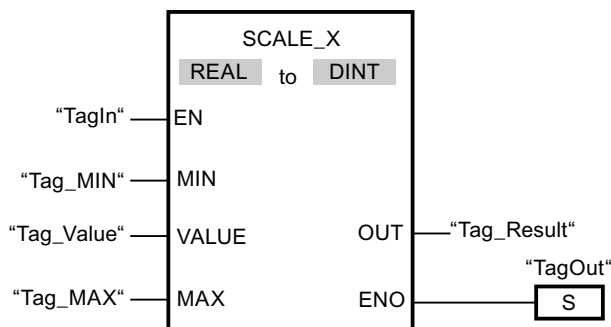 SCALE_X
REAL to DINT
“TagIn“ EN
“Tag_MIN“ MIN
“Tag_Value“ VALUE OUT “Tag_Result“
“TagOut“
“Tag_MAX“ MAX ENO S